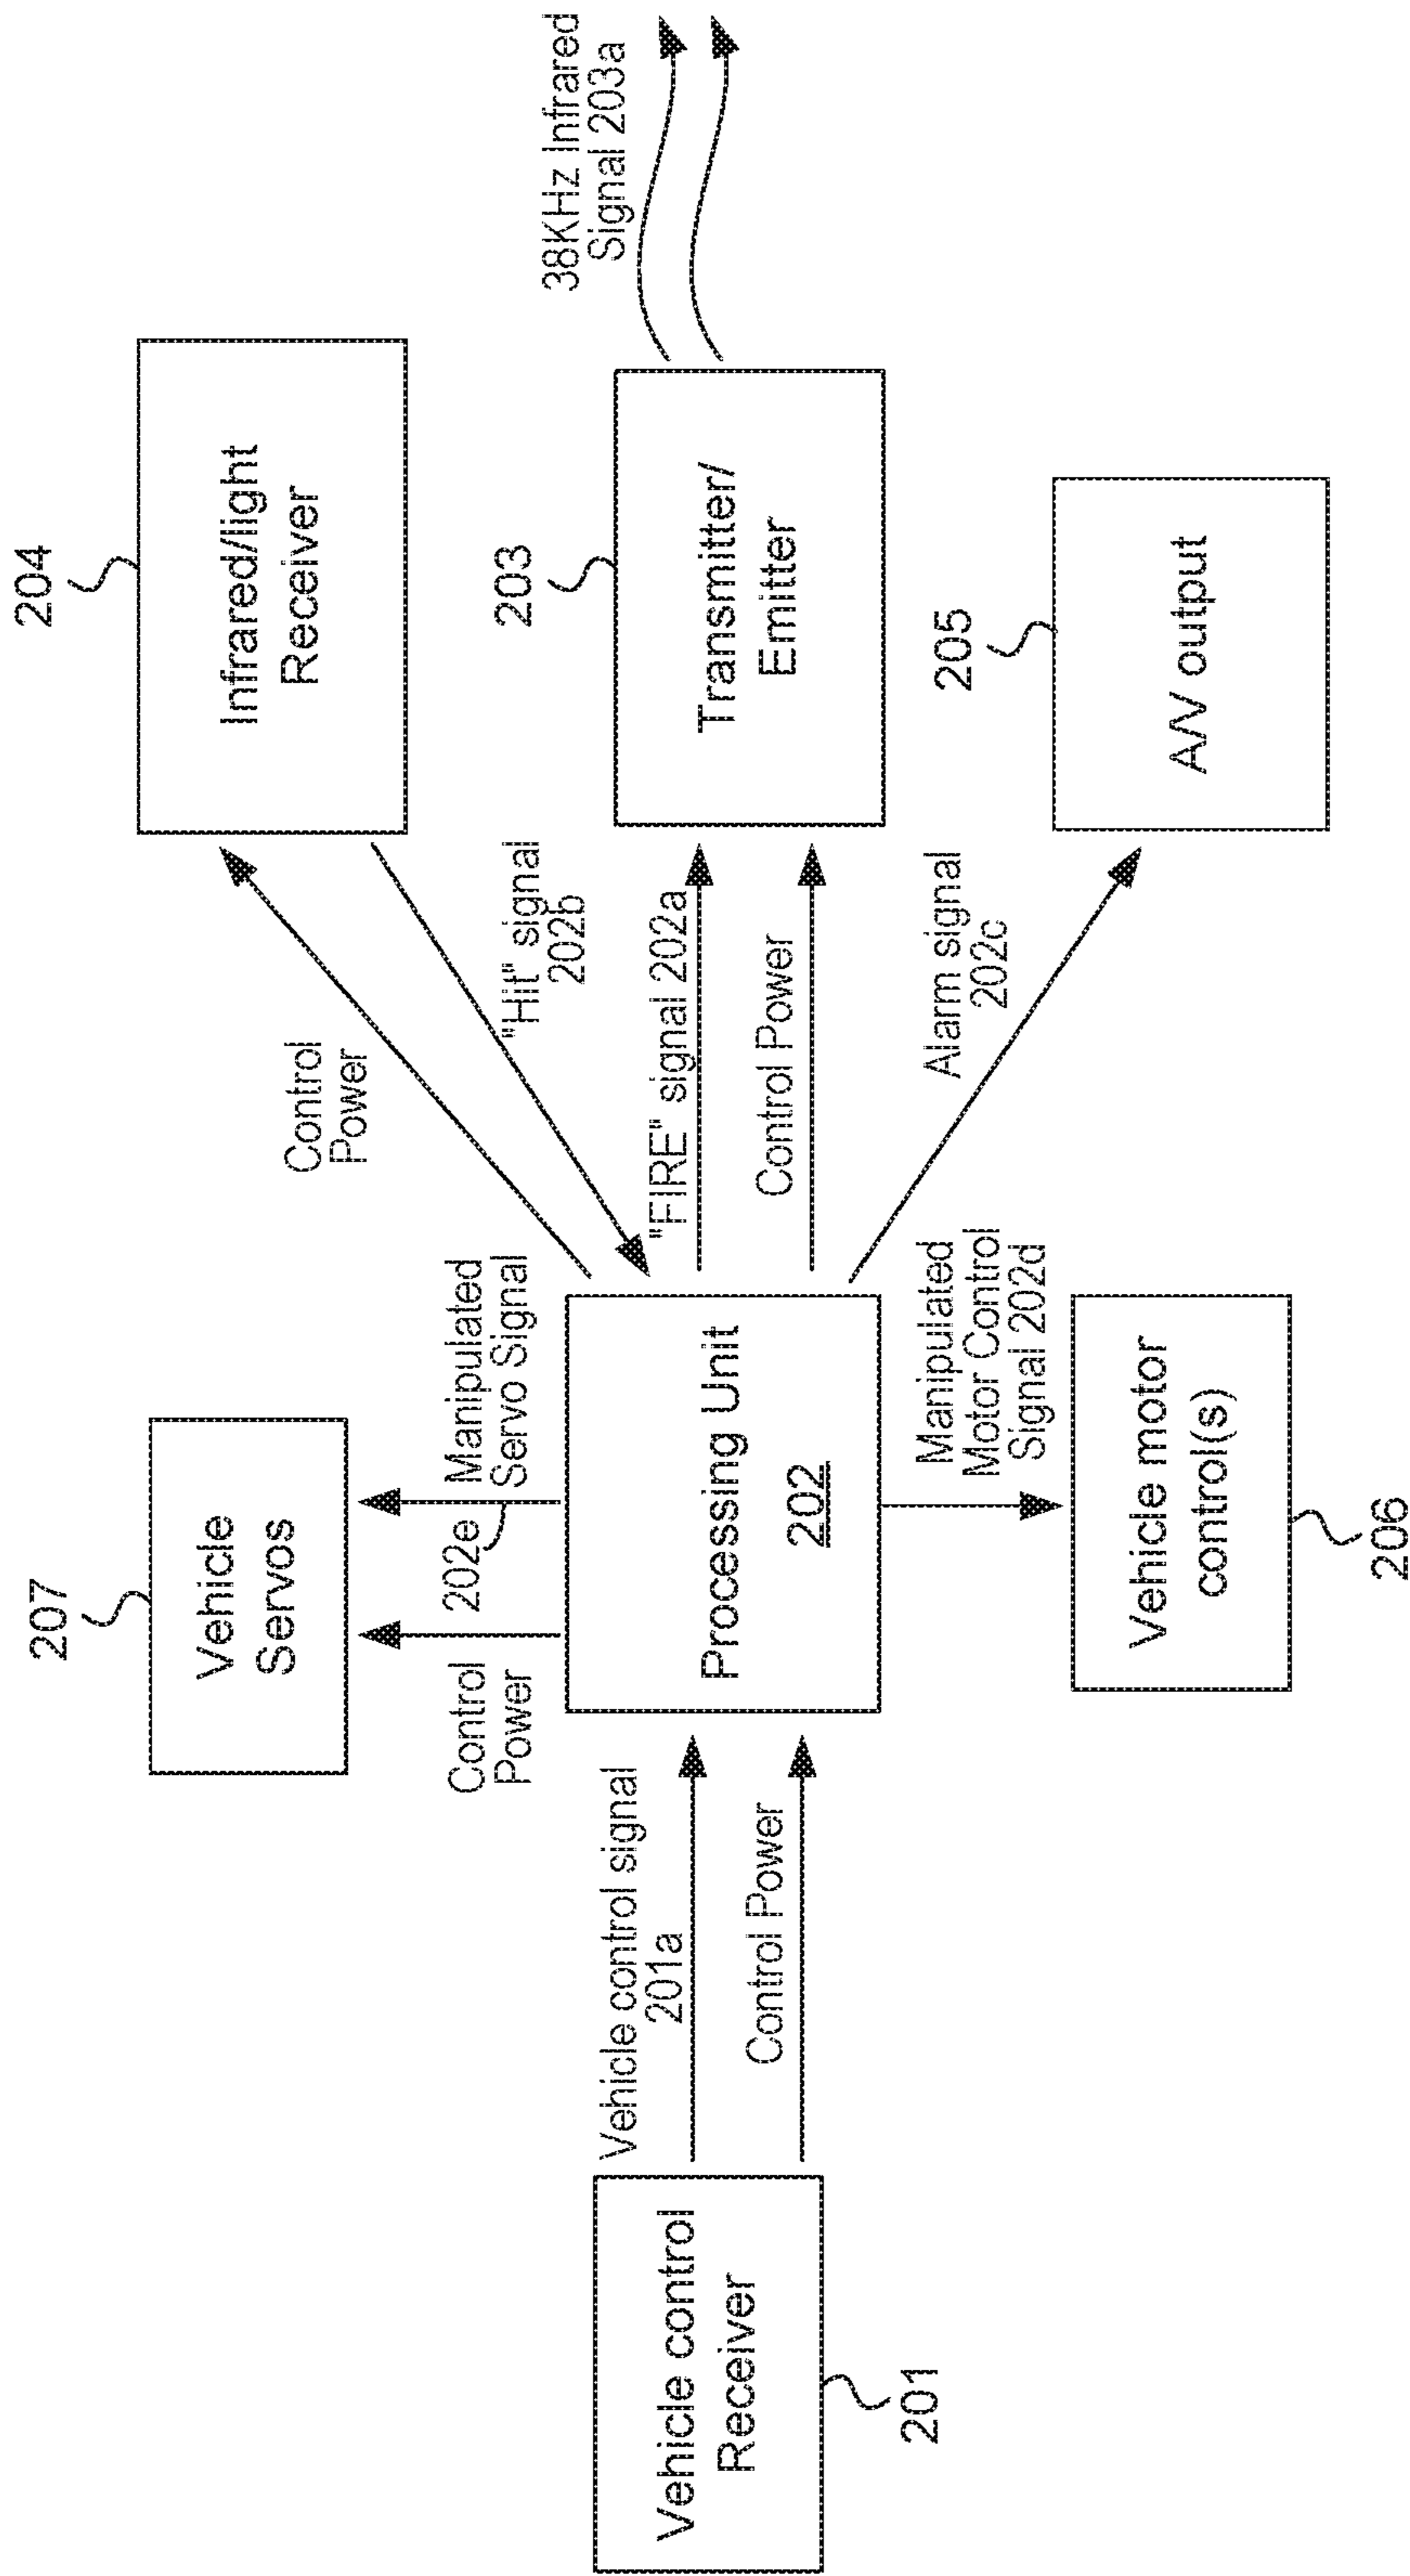 204
Infrared/light
Receiver
207
Vehicle
Servos
Control
Power
"Hit" signal
202b
38KHz Infrared
Signal 203a
Manipulated
Servo Signal
202e
Control
Power
203
Transmitter/
Emitter
"FIRE" signal 202a
Control Power
Vehicle control signal
201a
Control Power
Processing Unit
202
Vehicle control
Receiver
201
Alarm signal
202c
205
A/V output
Manipulated
Motor Control
Signal 202d
Vehicle motor
control(s)
206